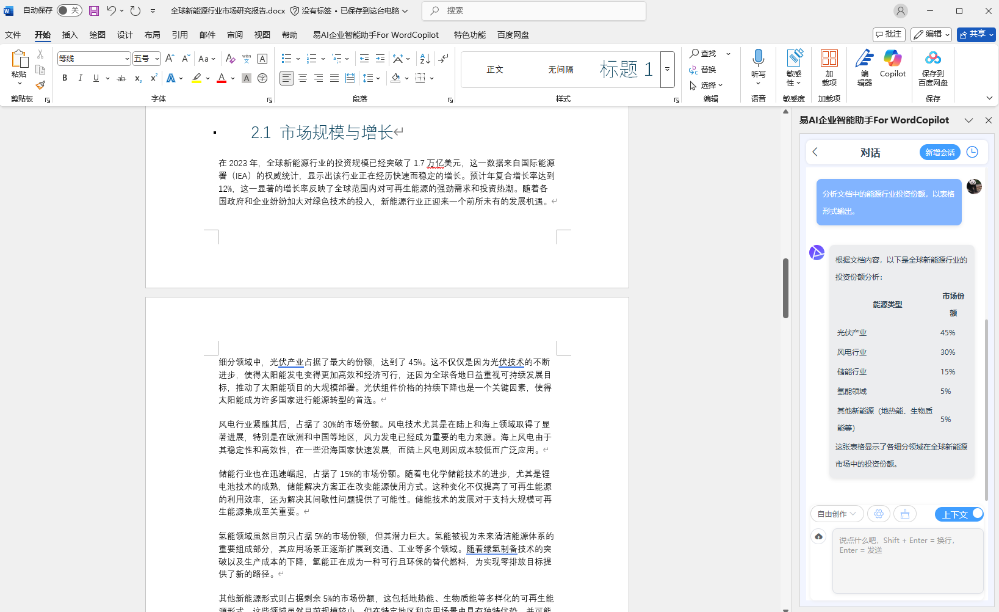 自动保存 关
全球新能源行业市场研究报告.docx 没有标签 • 已保存到这台电脑
搜索
文件 开始 插入 绘图 设计 布局 引用 邮件 审阅 视图 帮助 易AI企业智能助手For WordCopilot 特色功能 百度网盘
批注 编辑 共享
粘贴
剪贴板
等线 五号
字体
段落
正文 无间隔 标题 1
样式
查找
替换
选择
编辑
听写
语音
敏感性
敏感度
加载项
加载项
编辑器
Copilot
保存到百度网盘
保存
2.1 市场规模与增长
在 2023 年，全球新能源行业的投资规模已经突破了 1.7 万亿美元，这一数据来自国际能源
署（IEA）的权威统计，显示出该行业正在经历快速而稳定的增长。预计年复合增长率达到
12%，这一显著的增长率反映了全球范围内对可再生能源的强劲需求和投资热潮。随着各
国政府和企业纷纷加大对绿色技术的投入，新能源行业正迎来一个前所未有的发展机遇。
细分领域中，光伏产业占据了最大的份额，达到了 45%。这不仅仅是因为光伏技术的不断
进步，使得太阳能发电变得更加高效和经济可行，还因为全球各地日益重视可持续发展目
标，推动了太阳能项目的大规模部署。光伏组件价格的持续下降也是一个关键因素，使得
太阳能成为许多国家进行能源转型的首选。
风电行业紧随其后，占据了 30%的市场份额。风电技术尤其是在陆上和海上领域取得了显
著进展，特别是在欧洲和中国等地区，风力发电已经成为重要的电力来源。海上风电由于
其稳定性和高效性，在一些沿海国家快速发展，而陆上风电则因成本较低而广泛应用。
储能行业也在迅速崛起，占据了 15%的市场份额。随着电化学储能技术的进步，尤其是锂
电池技术的成熟，储能解决方案正在改变能源使用方式。这种变化不仅提高了可再生能源
的利用效率，还为解决其间歇性问题提供了可能性。储能技术的发展对于支持大规模可再
生能源集成至关重要。
氢能领域虽然目前只占据 5%的市场份额，但其潜力巨大。氢能被视为未来清洁能源体系的
重要组成部分，其应用场景正逐渐扩展到交通、工业等多个领域。随着绿氢制备技术的突
破以及生产成本的下降，氢能正在成为一种可行且环保的替代燃料，为实现零排放目标提
供了新的路径。
其他新能源形式则占据剩余 5%的市场份额，这包括地热能、生物质能等多样化的可再生能
源形式。这些领域虽然目前规模较小，但在特定地区和应用场景中具有独特优势，并可能
易AI企业智能助手For WordCopilot
对话 新增会话
分析文档中的能源行业投资份额，以表格
形式输出。
根据文档内容，以下是全球新能源行业的
投资份额分析：
能源类型 市场份额
光伏产业 45%
风电行业 30%
储能行业 15%
氢能领域 5%
其他新能源（地热能、生物质能等） 5%
这张表格显示了各细分领域在全球新能源
市场中的投资份额。
自由创作 上下文
说点什么吧，Shift + Enter = 换行，
Enter = 发送